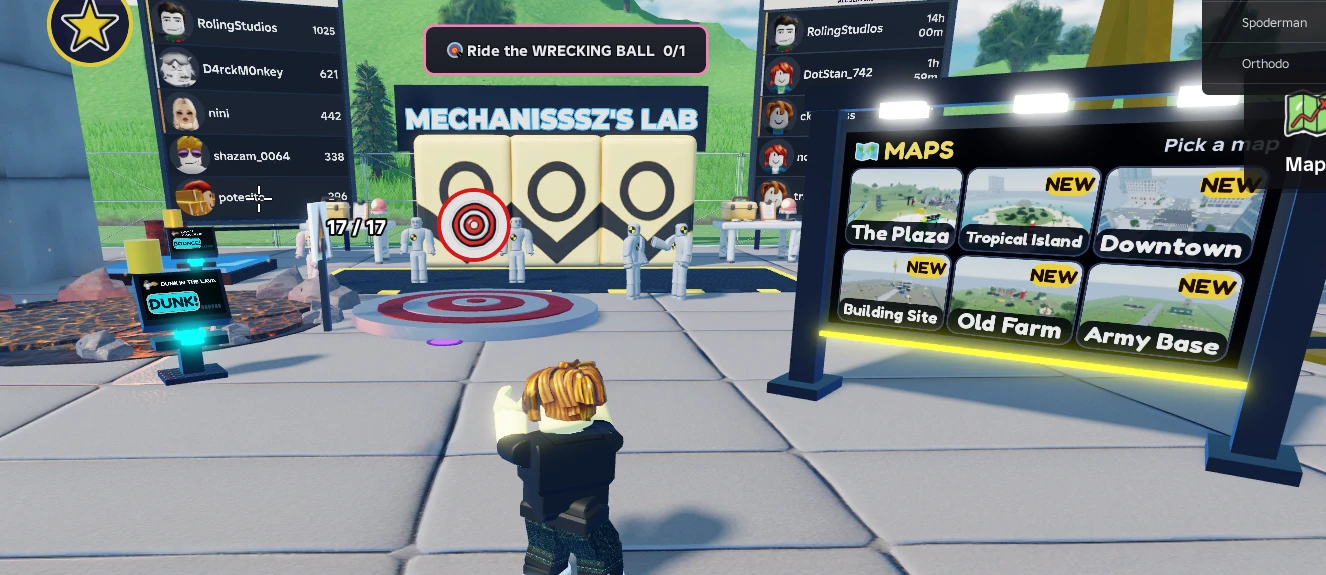 RolingStudios 1025
D4rckM0nkey 621
nini 442
shazam_0064 338
17 / 17
Ride the WRECKING BALL 0/1
MECHANISSSZ'S LAB
RolingStudios 14h 00m
DotStan_742 1h
DUNK IN THE LAVA
DUNK!
BOUNCE!
MAPS
Pick a map
The Plaza
NEW
Tropical Island
NEW
Downtown
NEW
Building Site
NEW
Old Farm
NEW
Army Base
Spoderman
Orthodo
Map